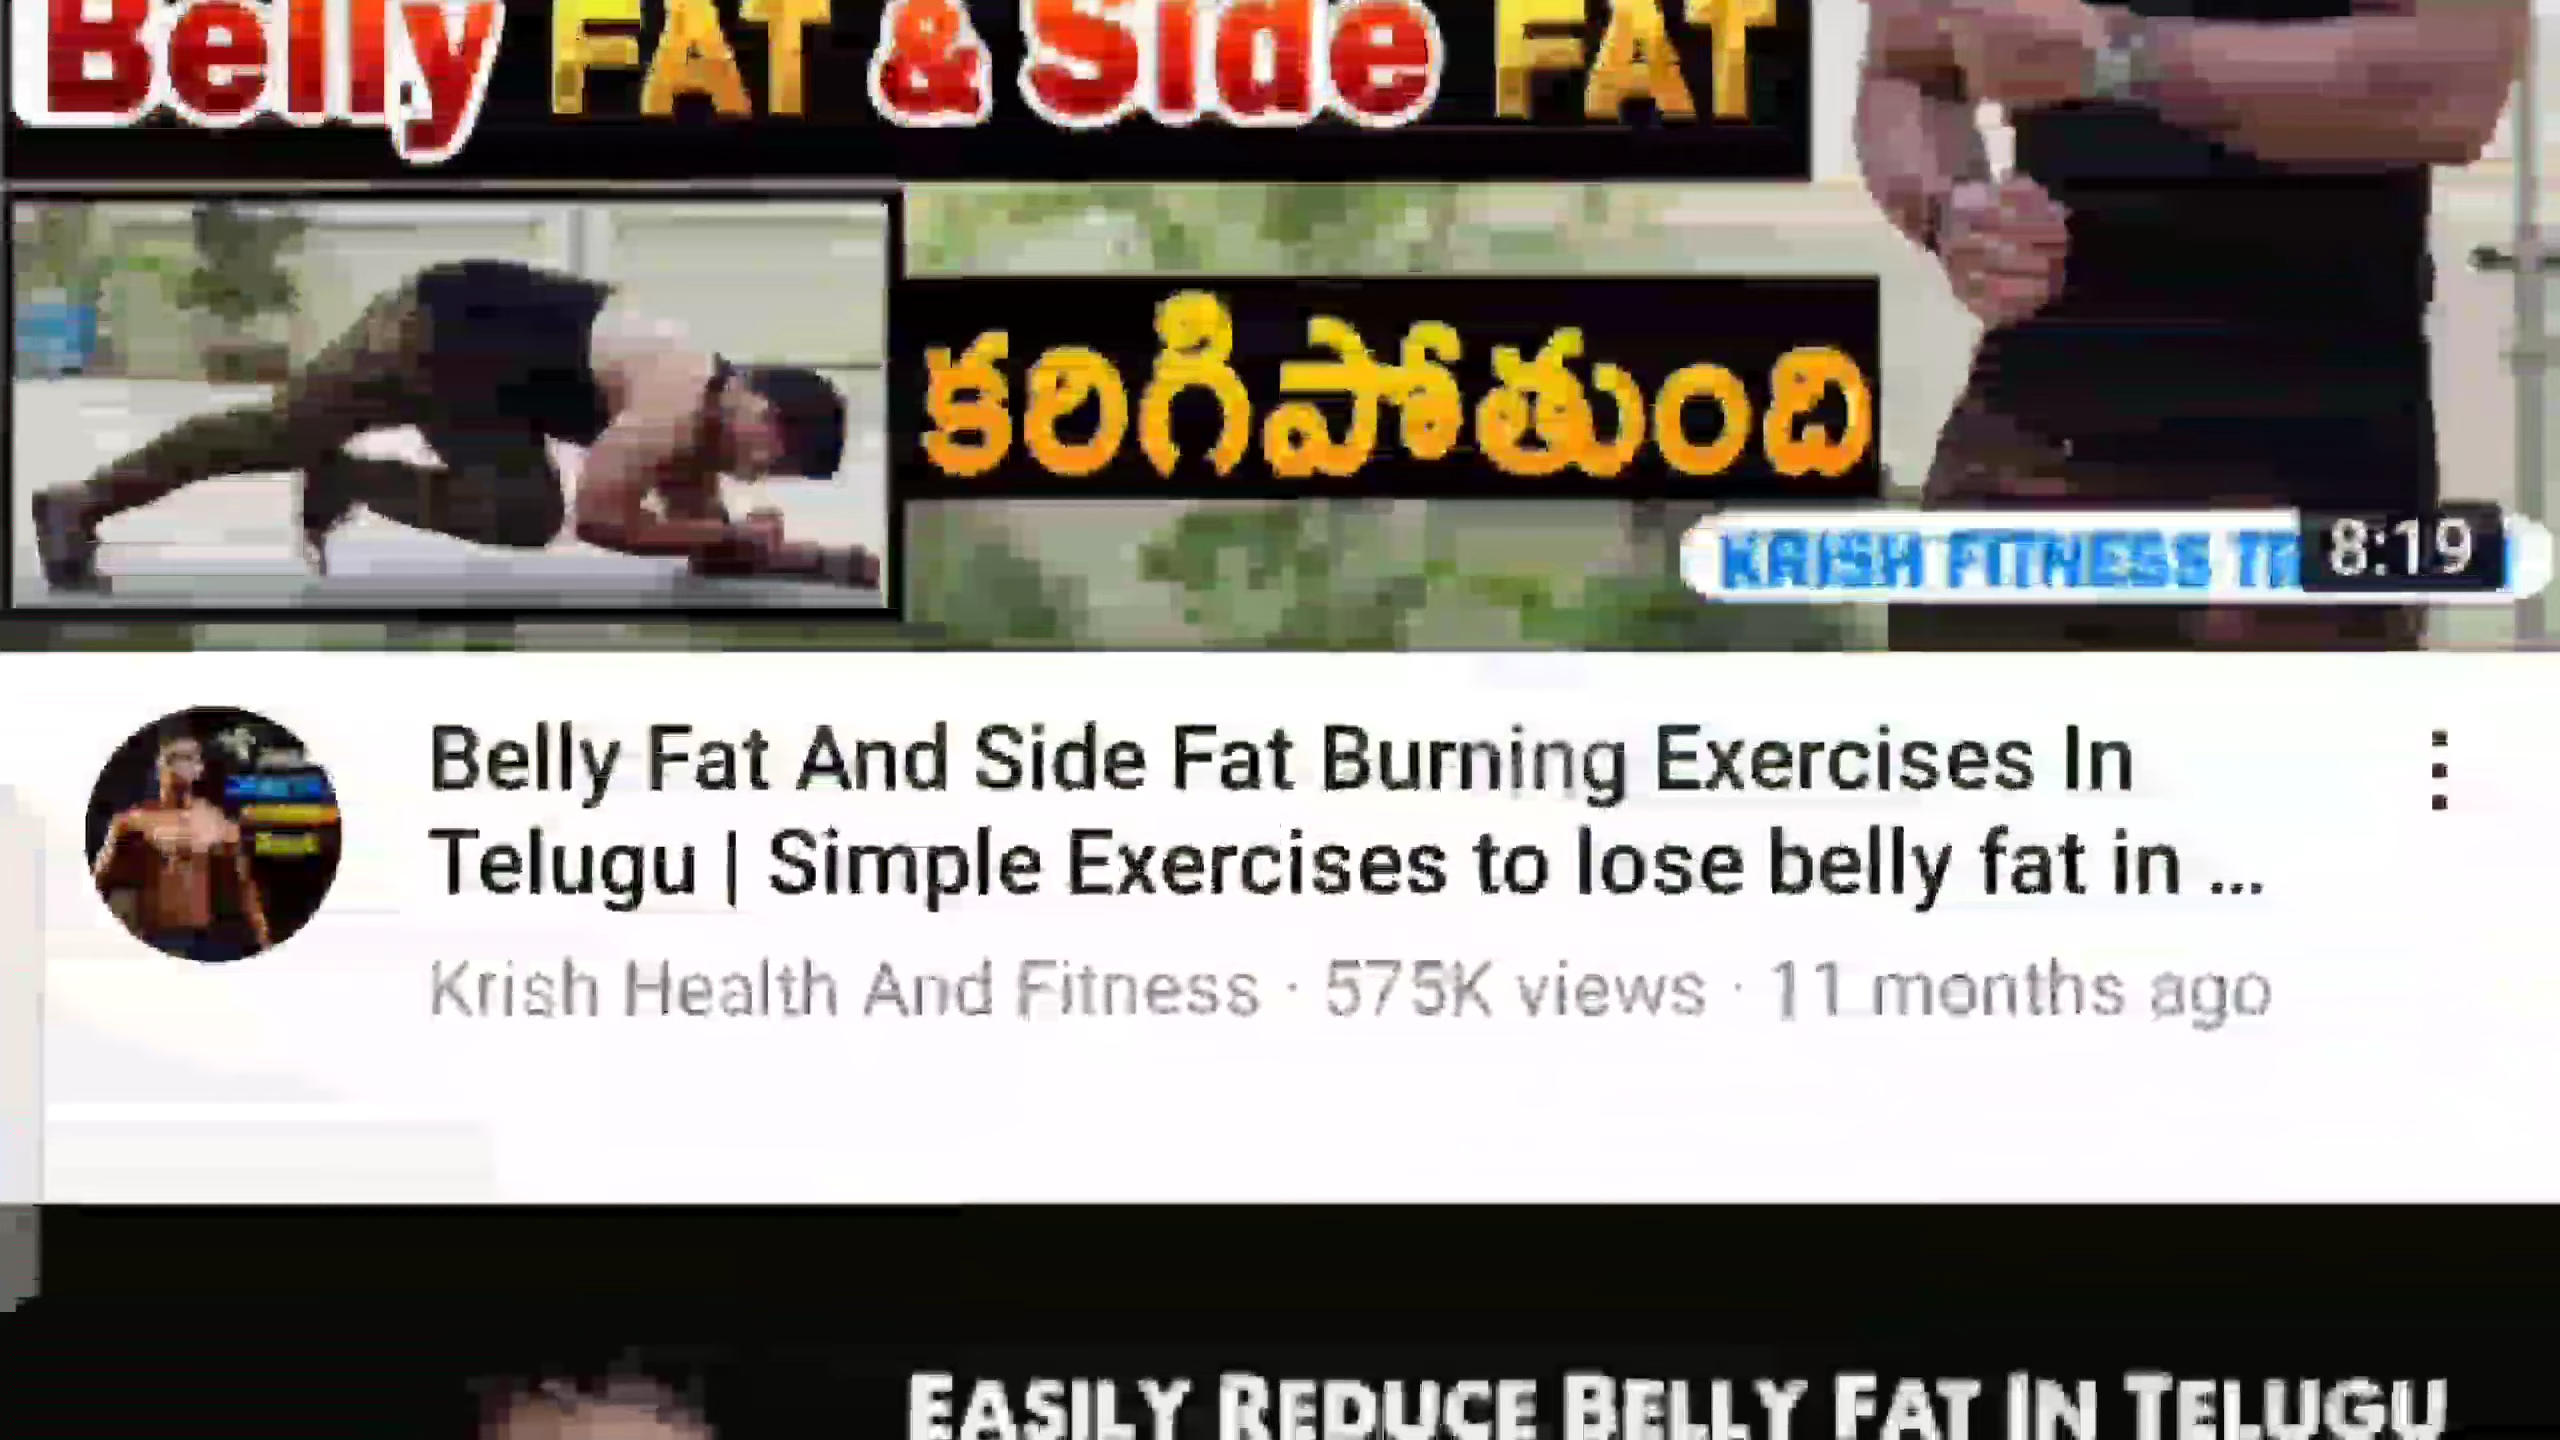 Belly FAT & Side FAT
కరిగిపోతుంది
KRISH FITNESS
8:19
Belly Fat And Side Fat Burning Exercises In
Telugu | Simple Exercises to lose belly fat in ...
Krish Health And Fitness · 575K views · 11 months ago
EASILY REDUCE BELLY FAT IN TELUGU